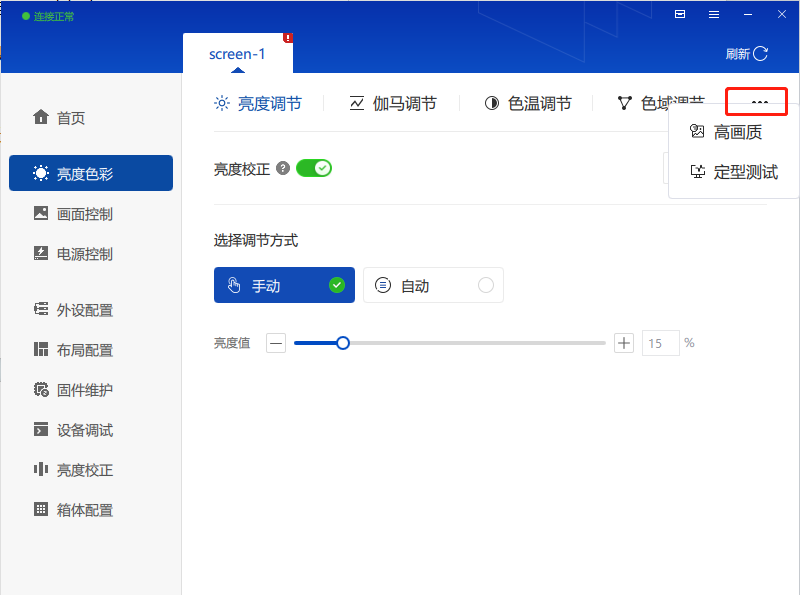 连接正常
screen-1
刷新
首页
亮度色彩
画面控制
电源控制
外设配置
布局配置
固件维护
设备调试
亮度校正
箱体配置
亮度调节
伽马调节
色温调节
色域调节
高画质
定型测试
亮度校正
选择调节方式
手动
自动
亮度值
15 %